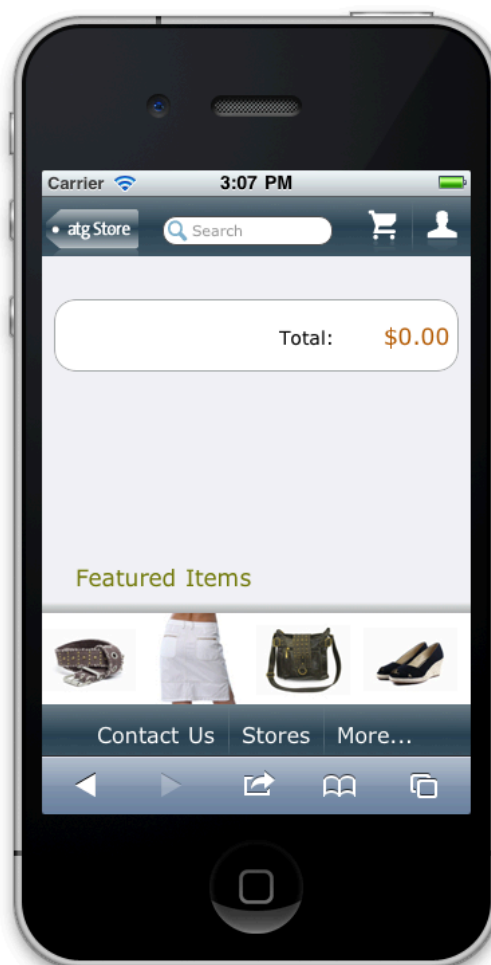 Carrier 3:07 PM
atg Store Search
Total: $0.00
Featured Items
Contact Us Stores More...